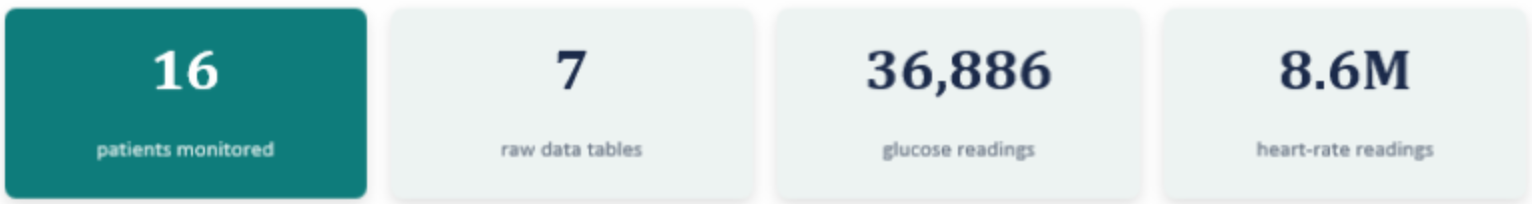 16
patients monitored
7
raw data tables
36,886
glucose readings
8.6M
heart-rate readings